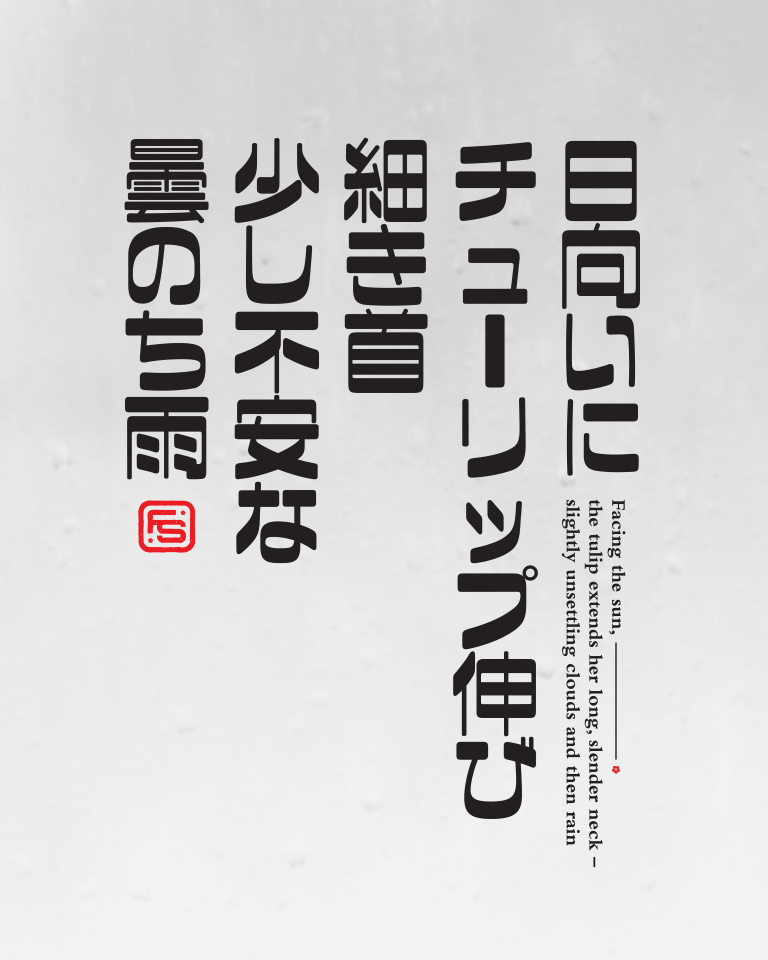 日向いに
チューリップ伸び
細き首
少し不安な
曇のち雨
FS
Facing the sun,
the tulip extends her long, slender neck –
slightly unsettling clouds and then rain